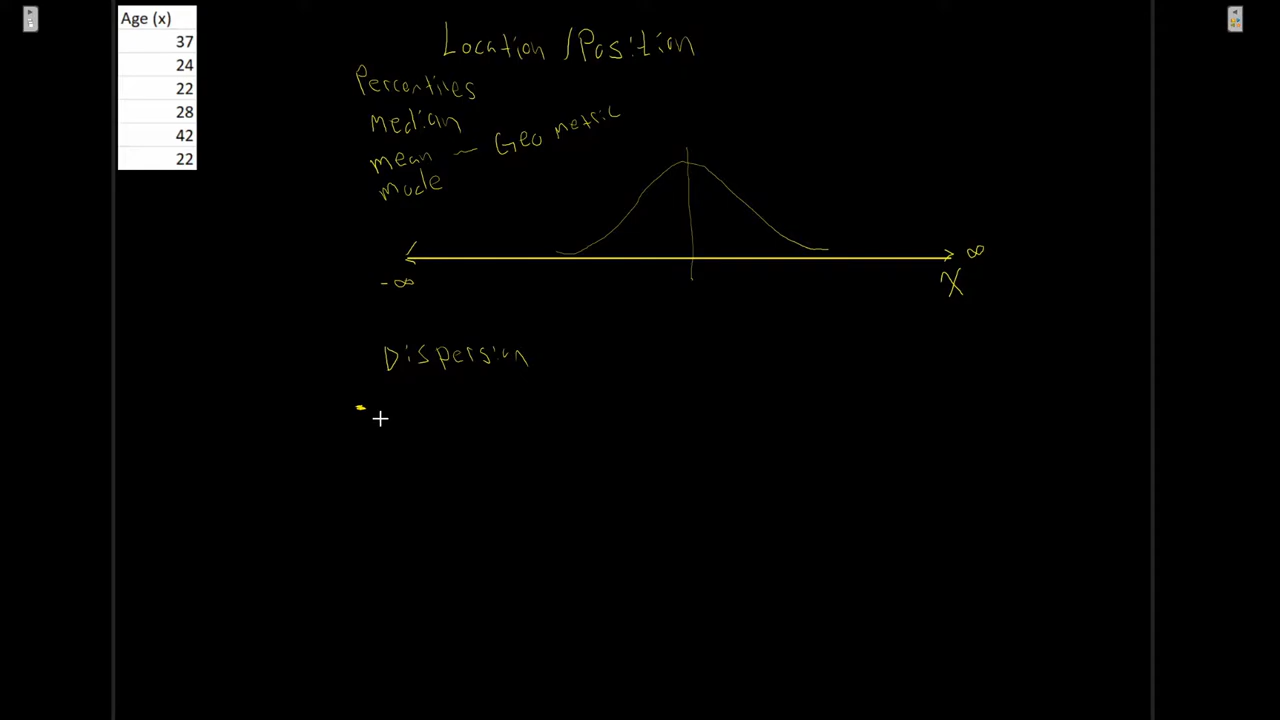 Age (x)
37
24
22
28
42
22
Location / Position
Percentiles
Median
mean - Geometric
mode
-∞
∞
X
Dispersion
-